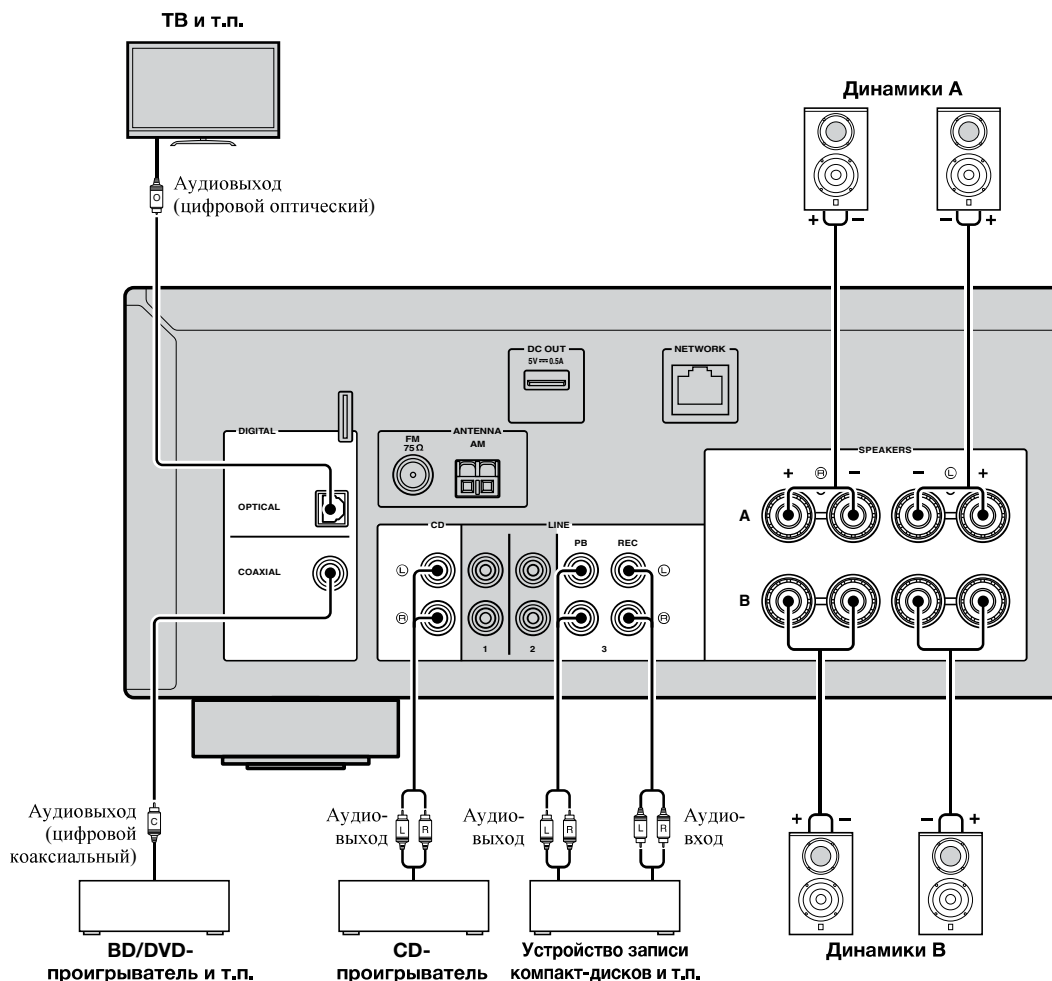 ТВ и т.п.
Динамики A
Аудиовыход
(цифровой оптический)
O
+ −
− +
DC OUT
5V ⎓ 0.5A
NETWORK
DIGITAL
FM
75 Ω
ANTENNA
AM
SPEAKERS
+ R − − L +
OPTICAL
A
CD
LINE
PB
REC
COAXIAL
L
L
B
R
R
1
2
3
Аудиовыход
(цифровой
коаксиальный)
C
Аудио-
выход
L R
Аудио-
выход
L R
L R
Аудио-
вход
+ −
− +
BD/DVD-
проигрыватель и т.п.
CD-
проигрыватель
Устройство записи
компакт-дисков и т.п.
Динамики B